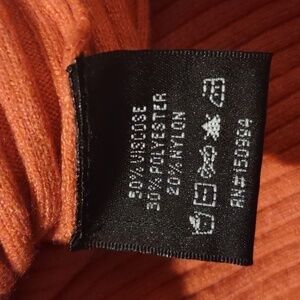 50% VISCOSE
30% POLYESTER
20% NYLON
RN#150994